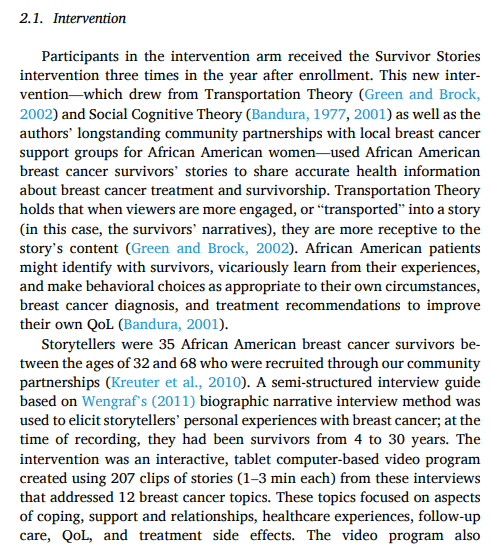 2.1. Intervention
Participants in the intervention arm received the Survivor Stories
intervention three times in the year after enrollment. This new inter-
vention—which drew from Transportation Theory (Green and Brock,
2002) and Social Cognitive Theory (Bandura, 1977, 2001) as well as the
authors’ longstanding community partnerships with local breast cancer
support groups for African American women—used African American
breast cancer survivors’ stories to share accurate health information
about breast cancer treatment and survivorship. Transportation Theory
holds that when viewers are more engaged, or “transported” into a story
(in this case, the survivors’ narratives), they are more receptive to the
story’s content (Green and Brock, 2002). African American patients
might identify with survivors, vicariously learn from their experiences,
and make behavioral choices as appropriate to their own circumstances,
breast cancer diagnosis, and treatment recommendations to improve
their own QoL (Bandura, 2001).
Storytellers were 35 African American breast cancer survivors be-
tween the ages of 32 and 68 who were recruited through our community
partnerships (Kreuter et al., 2010). A semi-structured interview guide
based on Wengraf’s (2011) biographic narrative interview method was
used to elicit storytellers’ personal experiences with breast cancer; at the
time of recording, they had been survivors from 4 to 30 years. The
intervention was an interactive, tablet computer-based video program
created using 207 clips of stories (1–3 min each) from these interviews
that addressed 12 breast cancer topics. These topics focused on aspects
of coping, support and relationships, healthcare experiences, follow-up
care, QoL, and treatment side effects. The video program also